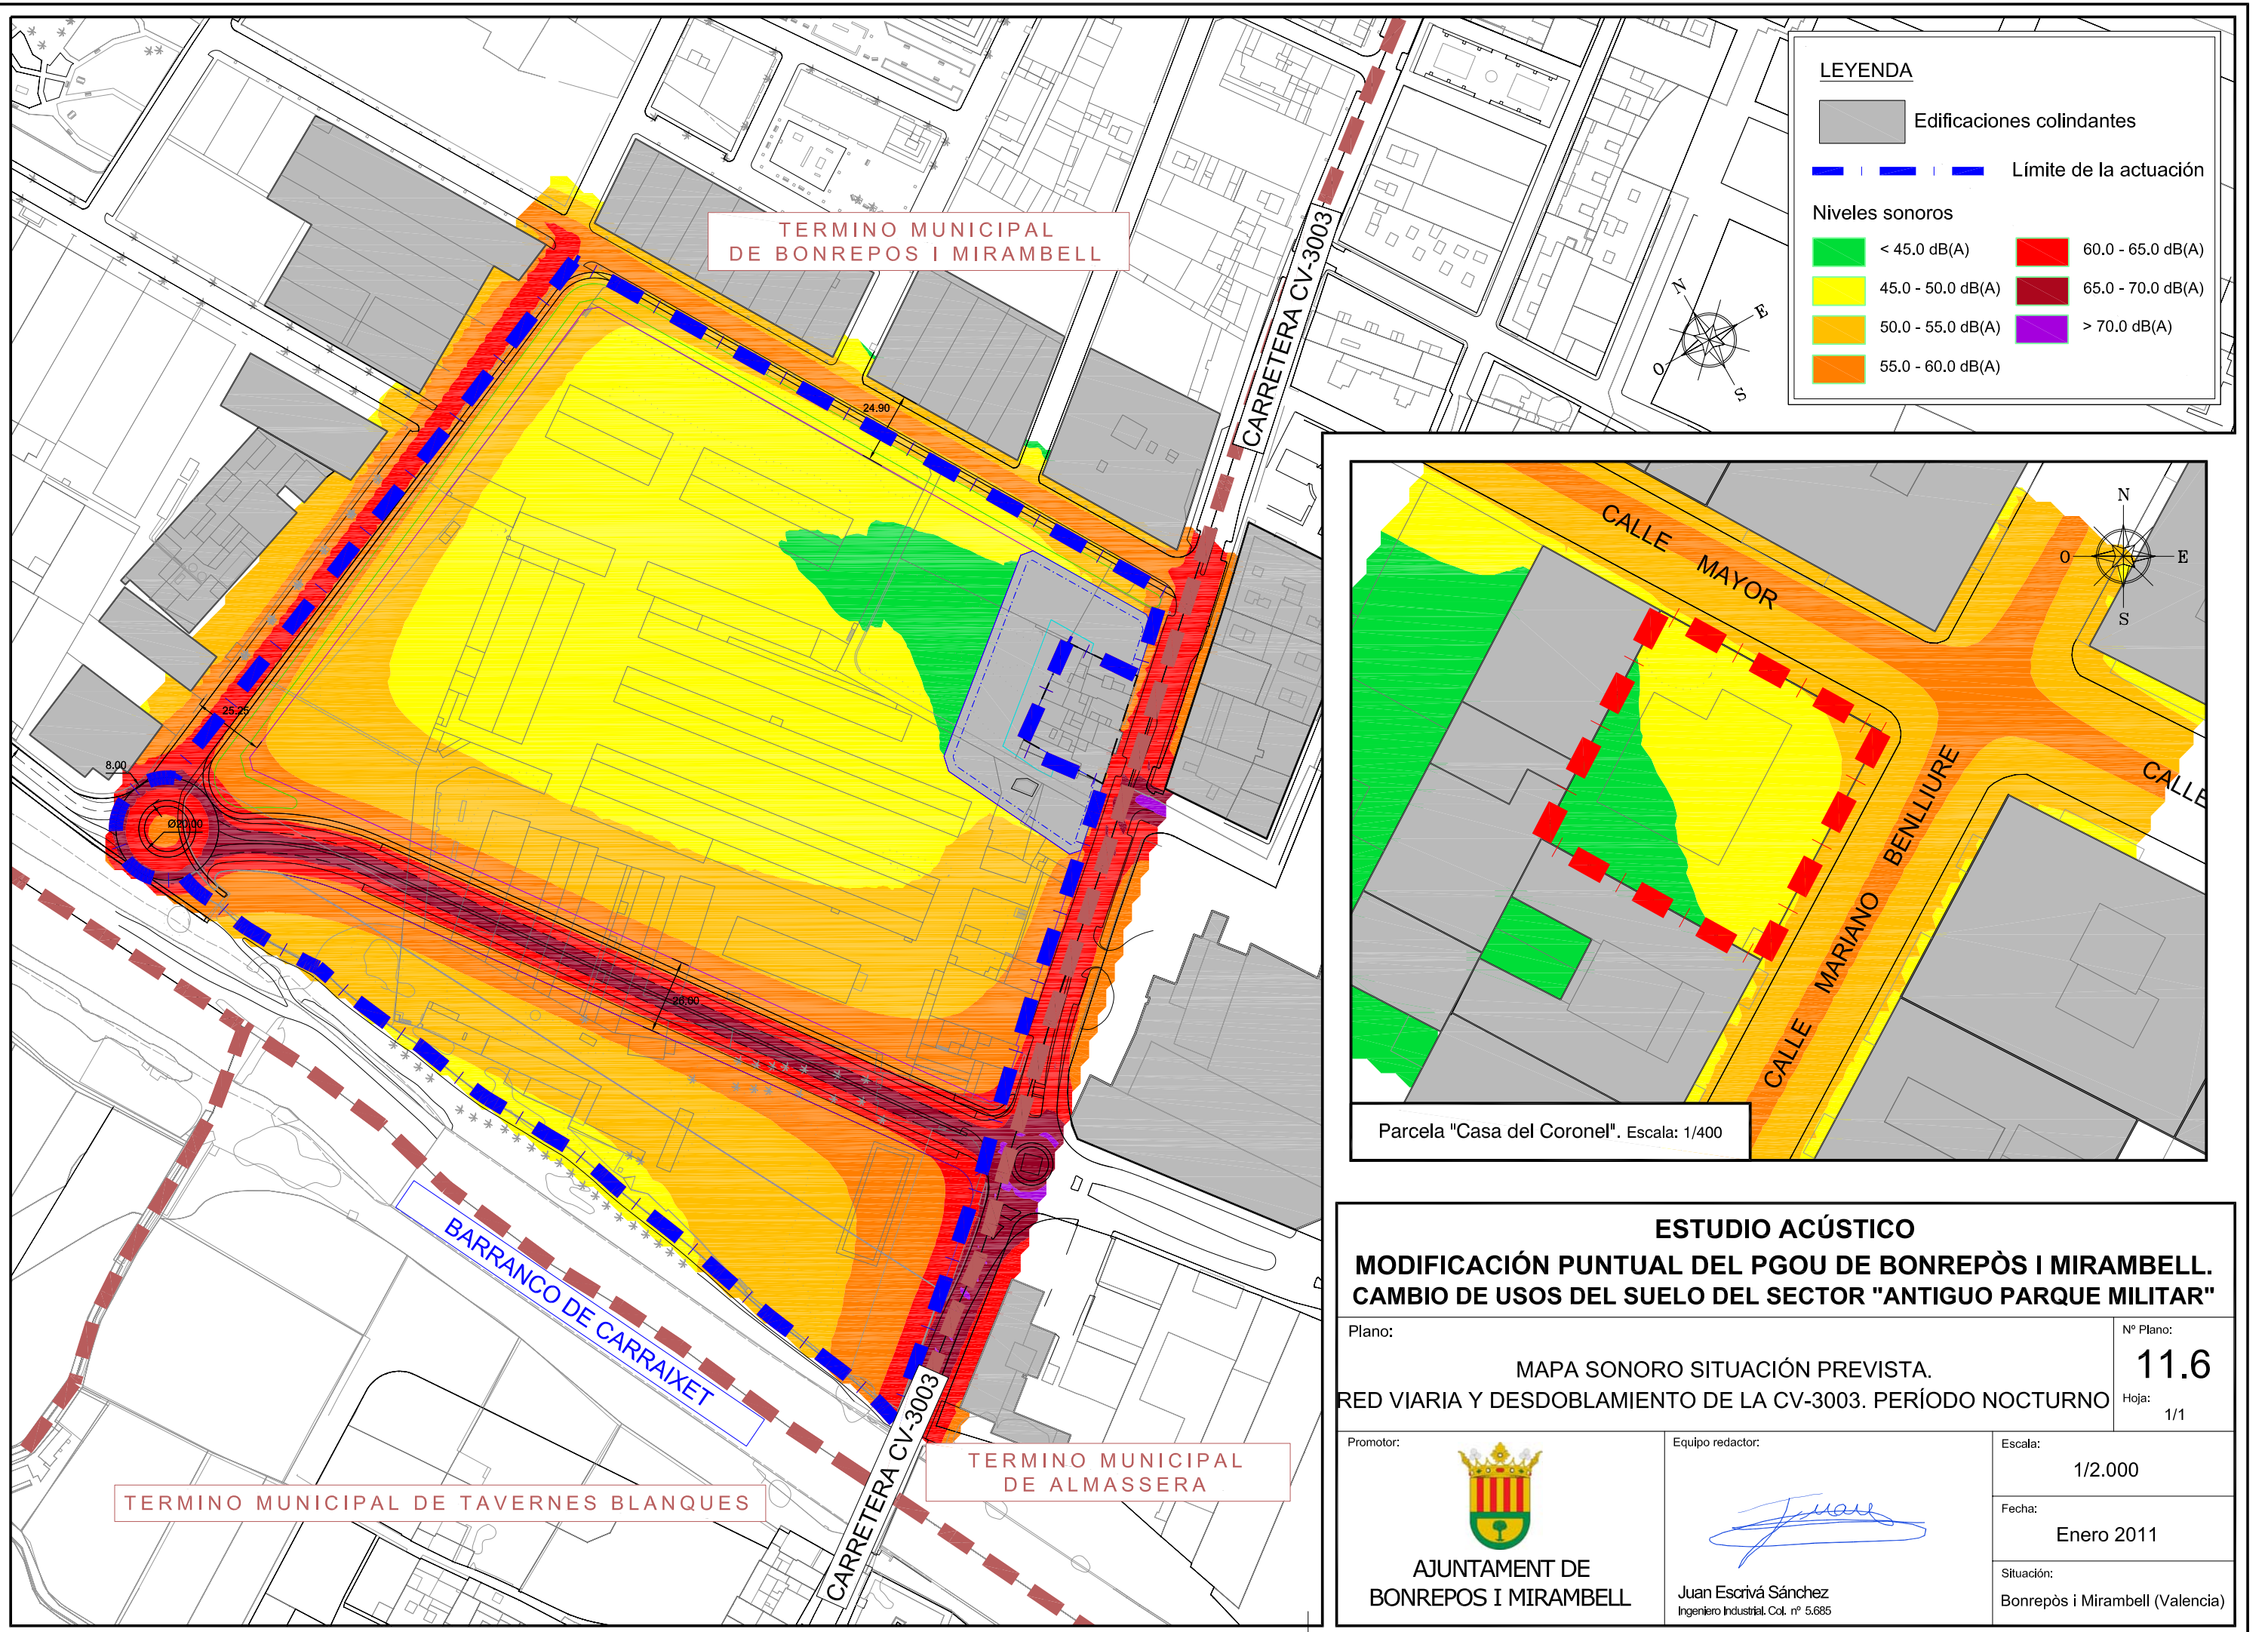 TERMINO MUNICIPAL
DE BONREPOS I MIRAMBELL
CARRETERA CV-3003
24.90
25.25
8.00
Ø20.00
26.00
BARRANCO DE CARRAIXET
TERMINO MUNICIPAL DE TAVERNES BLANQUES
TERMINO MUNICIPAL
DE ALMASSERA
CARRETERA CV-3003
LEYENDA
Edificaciones colindantes
Límite de la actuación
Niveles sonoros
< 45.0 dB(A)
45.0 - 50.0 dB(A)
50.0 - 55.0 dB(A)
55.0 - 60.0 dB(A)
60.0 - 65.0 dB(A)
65.0 - 70.0 dB(A)
> 70.0 dB(A)
N
E
O
S
CALLE MAYOR
CALLE MARIANO BENLLIURE
CALLE
N
O
E
S
Parcela "Casa del Coronel". Escala: 1/400
ESTUDIO ACÚSTICO
MODIFICACIÓN PUNTUAL DEL PGOU DE BONREPÒS I MIRAMBELL.
CAMBIO DE USOS DEL SUELO DEL SECTOR "ANTIGUO PARQUE MILITAR"
Plano:
MAPA SONORO SITUACIÓN PREVISTA.
RED VIARIA Y DESDOBLAMIENTO DE LA CV-3003. PERÍODO NOCTURNO
Nº Plano:
11.6
Hoja:
1/1
Promotor:
AJUNTAMENT DE
BONREPOS I MIRAMBELL
Equipo redactor:
Juan
Juan Escrivá Sánchez
Ingeniero Industrial. Col. nº 5.685
Escala:
1/2.000
Fecha:
Enero 2011
Situación:
Bonrepòs i Mirambell (Valencia)